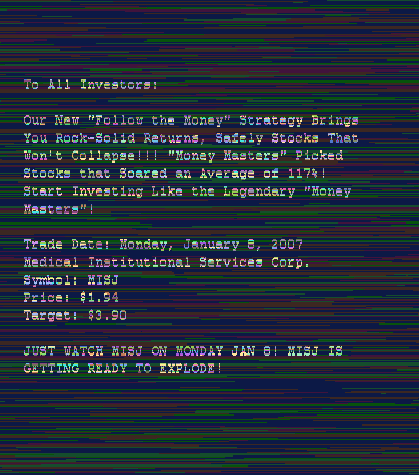 To All Investors:
Our New "Follow the Money" Strategy Brings
You Rock-Solid Returns, Safely Stocks That
Won't Collapse!!! "Money Masters" Picked
Stocks that Soared an Average of 117%!
Start Investing Like the Legendary "Money
Masters"!
Trade Date: Monday, January 8, 2007
Medical Institutional Services Corp.
Symbol: MISJ
Price: $1.94
Target: $3.90
JUST WATCH MISJ ON MONDAY JAN 8! MISJ IS
GETTING READY TO EXPLODE!